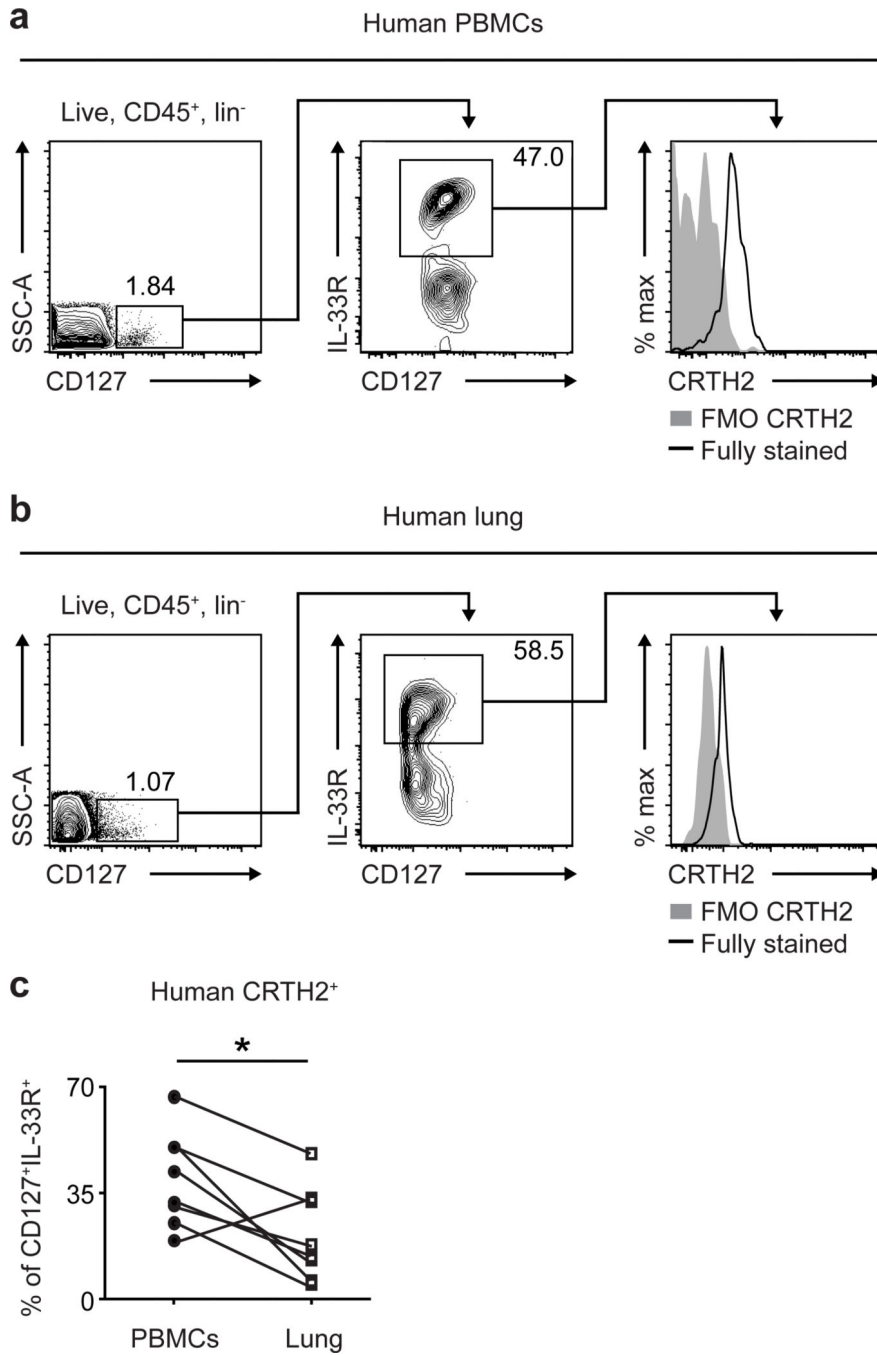 a
Human PBMCs
Live, CD45⁺, lin⁻
SSC-A
1.84
CD127
IL-33R
47.0
CD127
% max
CRTH2
FMO CRTH2
Fully stained
b
Human lung
Live, CD45⁺, lin⁻
SSC-A
1.07
CD127
IL-33R
58.5
CD127
% max
CRTH2
FMO CRTH2
Fully stained
c
Human CRTH2⁺
*
% of CD127⁺IL-33R⁺
70
35
0
PBMCs Lung